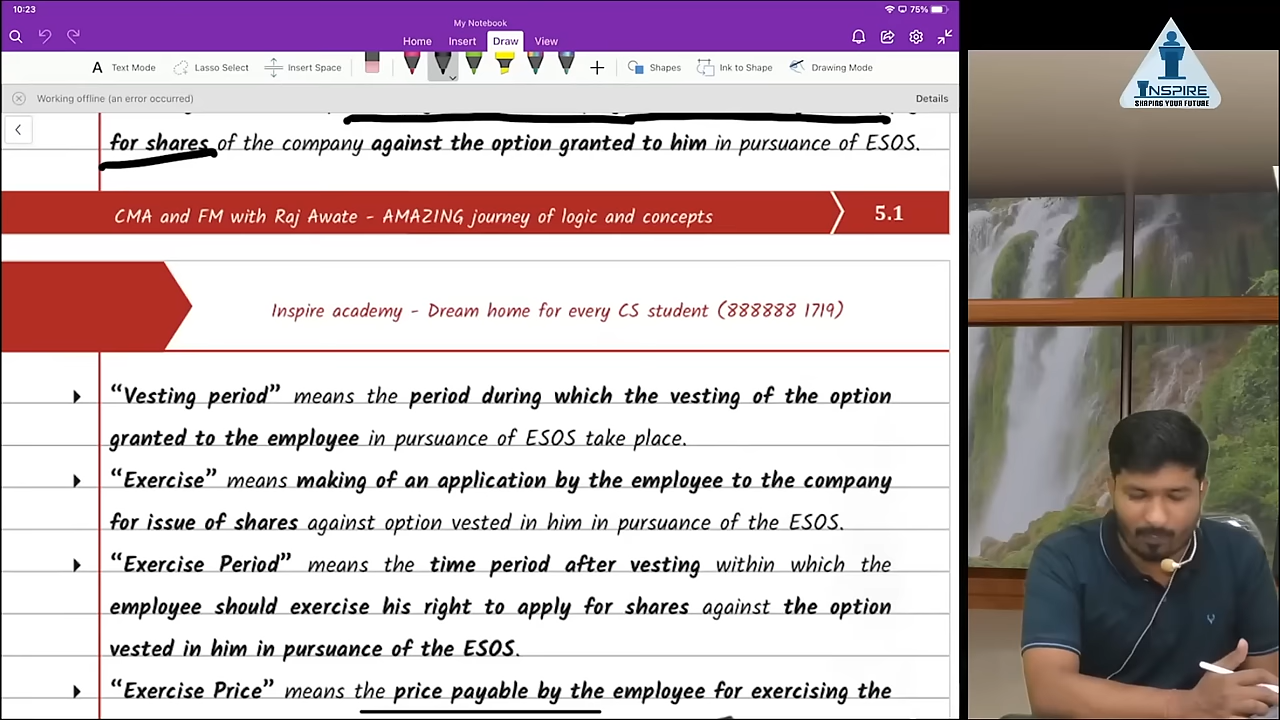 10:23
75%
My Notebook
Home Insert Draw View
Text Mode Lasso Select Insert Space Shapes Ink to Shape Drawing Mode
Working offline (an error occurred) Details
for shares of the company against the option granted to him in pursuance of ESOS.
CMA and FM with Raj Awate - AMAZING journey of logic and concepts 5.1
Inspire academy - Dream home for every CS student (888888 1719)
“Vesting period” means the period during which the vesting of the option
granted to the employee in pursuance of ESOS take place.
“Exercise” means making of an application by the employee to the company
for issue of shares against option vested in him in pursuance of the ESOS.
“Exercise Period” means the time period after vesting within which the
employee should exercise his right to apply for shares against the option
vested in him in pursuance of the ESOS.
“Exercise Price” means the price payable by the employee for exercising the
INSPIRE
SHAPING YOUR FUTURE